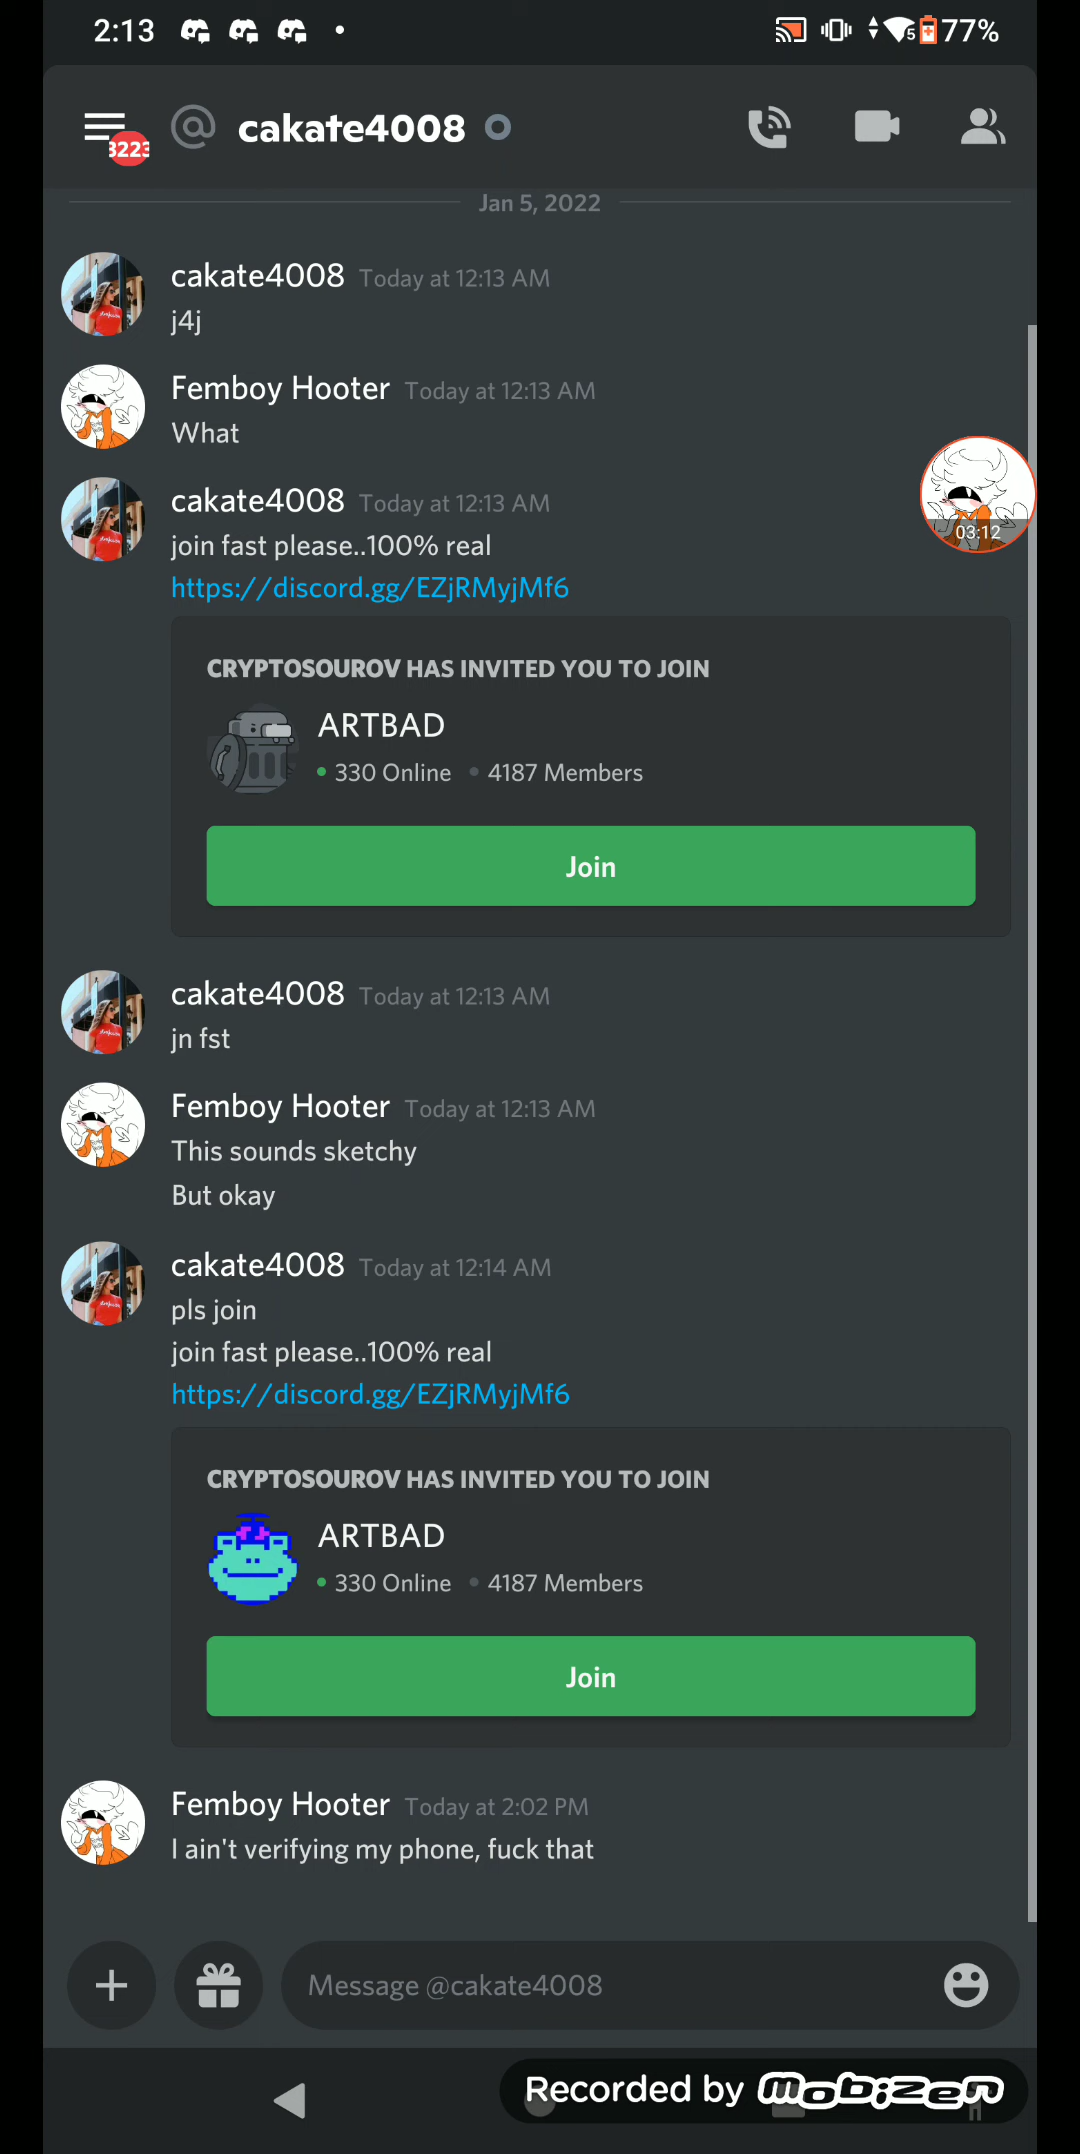 2:13
5 77%
3223
@ cakate4008
Jan 5, 2022
cakate4008 Today at 12:13 AM
j4j
Femboy Hooter Today at 12:13 AM
What
cakate4008 Today at 12:13 AM
join fast please..100% real
https://discord.gg/EZjRMyjMf6
03:12
CRYPTOSOUROV HAS INVITED YOU TO JOIN
ARTBAD
330 Online 4187 Members
Join
cakate4008 Today at 12:13 AM
jn fst
Femboy Hooter Today at 12:13 AM
This sounds sketchy
But okay
cakate4008 Today at 12:14 AM
pls join
join fast please..100% real
https://discord.gg/EZjRMyjMf6
CRYPTOSOUROV HAS INVITED YOU TO JOIN
ARTBAD
330 Online 4187 Members
Join
Femboy Hooter Today at 2:02 PM
I ain't verifying my phone, fuck that
Message @cakate4008
Recorded by mobizen